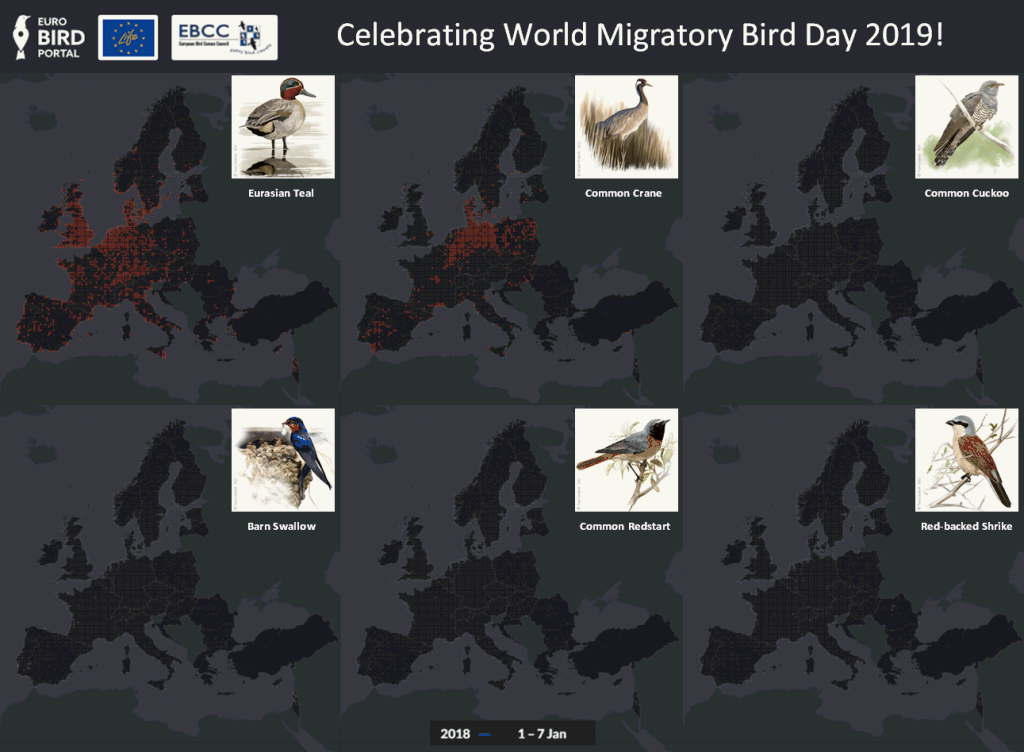 EURO
BIRD
PORTAL
Life
EBCC
European Bird Census Council
Celebrating World Migratory Bird Day 2019!
Eurasian Teal
Common Crane
Common Cuckoo
Barn Swallow
Common Redstart
Red-backed Shrike
2018
1 – 7 Jan